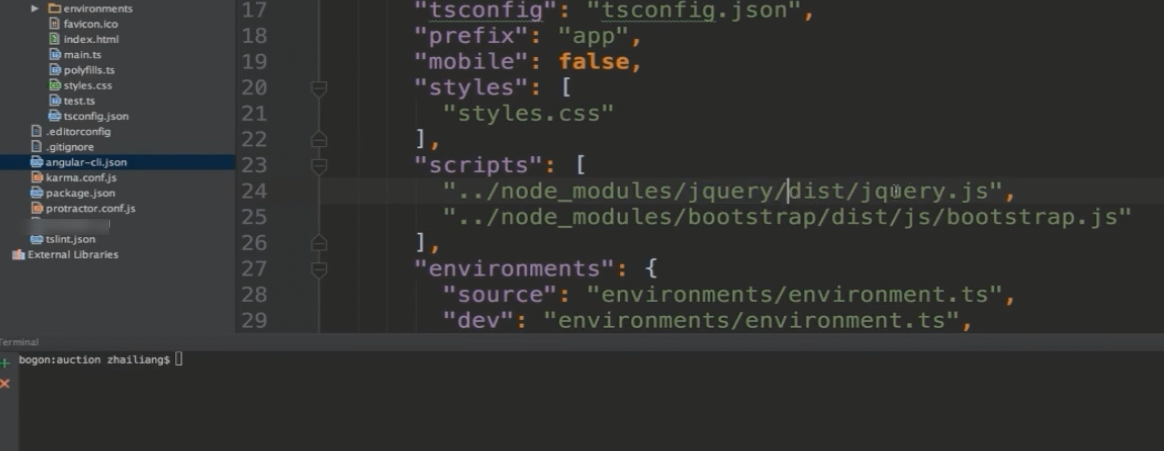 environments
favicon.ico
index.html
main.ts
polyfills.ts
styles.css
test.ts
tsconfig.json
.editorconfig
.gitignore
angular-cli.json
karma.conf.js
package.json
protractor.conf.js
tslint.json
External Libraries
17 "tsconfig": "tsconfig.json",
18 "prefix": "app",
19 "mobile": false,
20 "styles": [
21 "styles.css"
22 ],
23 "scripts": [
24 "../node_modules/jquery/dist/jquery.js",
25 "../node_modules/bootstrap/dist/js/bootstrap.js"
26 ],
27 "environments": {
28 "source": "environments/environment.ts",
29 "dev": "environments/environment.ts",
Terminal
bogon:auction zhailiang$